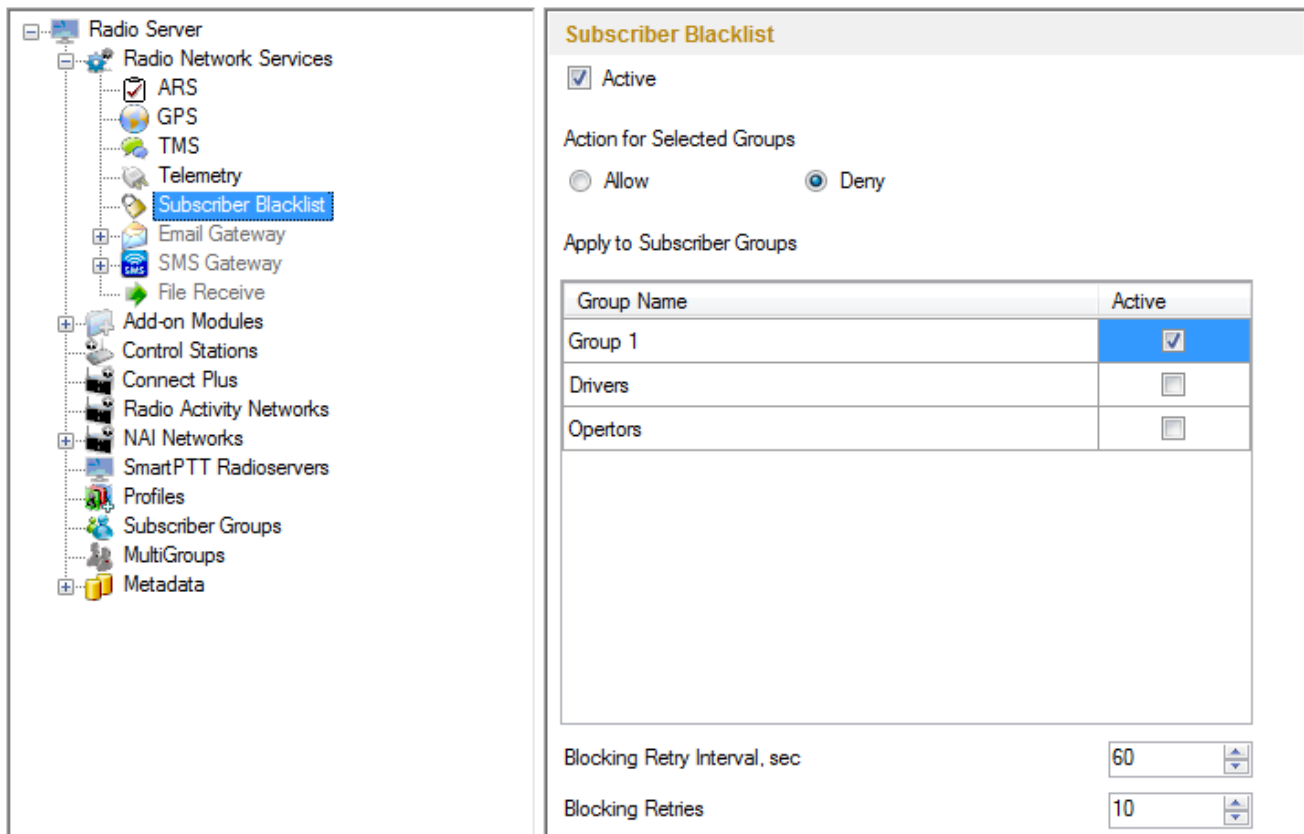 Radio Server
Radio Network Services
ARS
GPS
TMS
Telemetry
Subscriber Blacklist
Email Gateway
SMS Gateway
File Receive
Add-on Modules
Control Stations
Connect Plus
Radio Activity Networks
NAI Networks
SmartPTT Radioservers
Profiles
Subscriber Groups
MultiGroups
Metadata
Subscriber Blacklist
Active
Action for Selected Groups
Allow Deny
Apply to Subscriber Groups
Group Name Active
Group 1
Drivers
Opertors
Blocking Retry Interval, sec 60
Blocking Retries 10